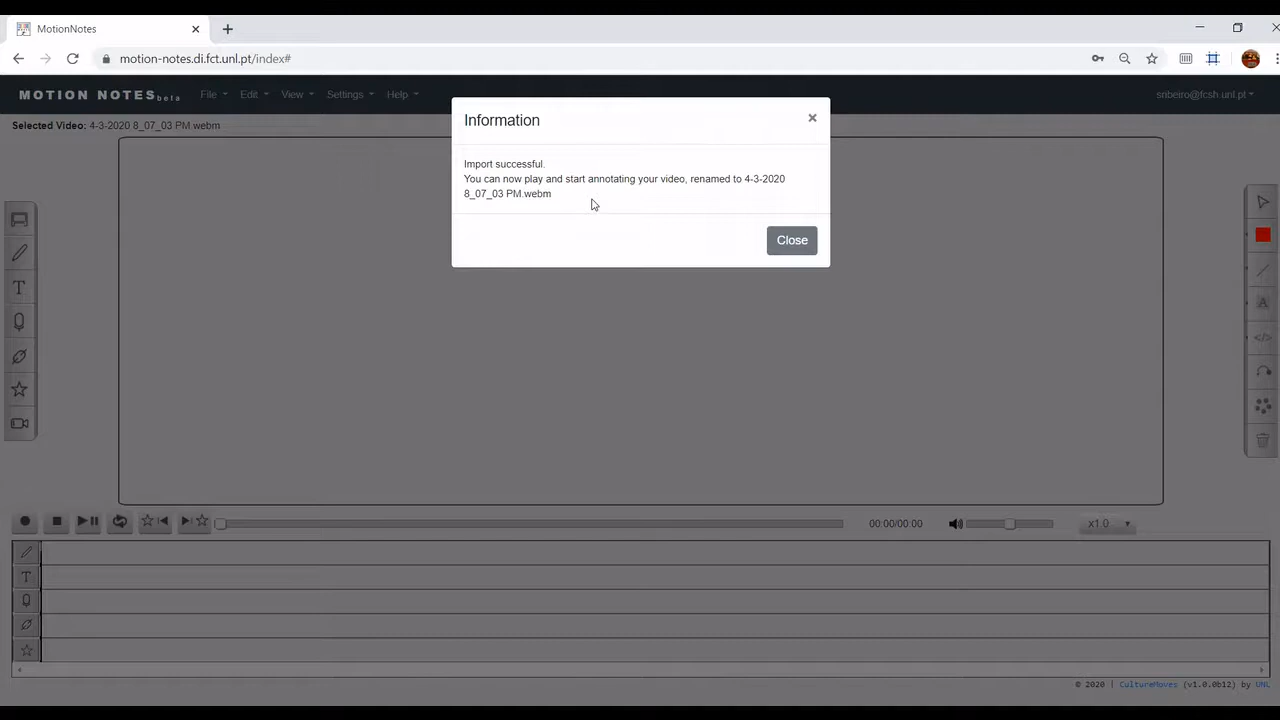 MotionNotes
motion-notes.di.fct.unl.pt/index#
MOTION NOTESbeta File Edit View Settings Help sribeiro@fcsh.unl.pt
Selected Video: 4-3-2020 8_07_03 PM.webm
Information
Import successful.
You can now play and start annotating your video, renamed to 4-3-2020
8_07_03 PM.webm
Close
T
A
</>
00:00/00:00
x1.0
T
© 2020 | CultureMoves (v1.0.0b12) by UNL